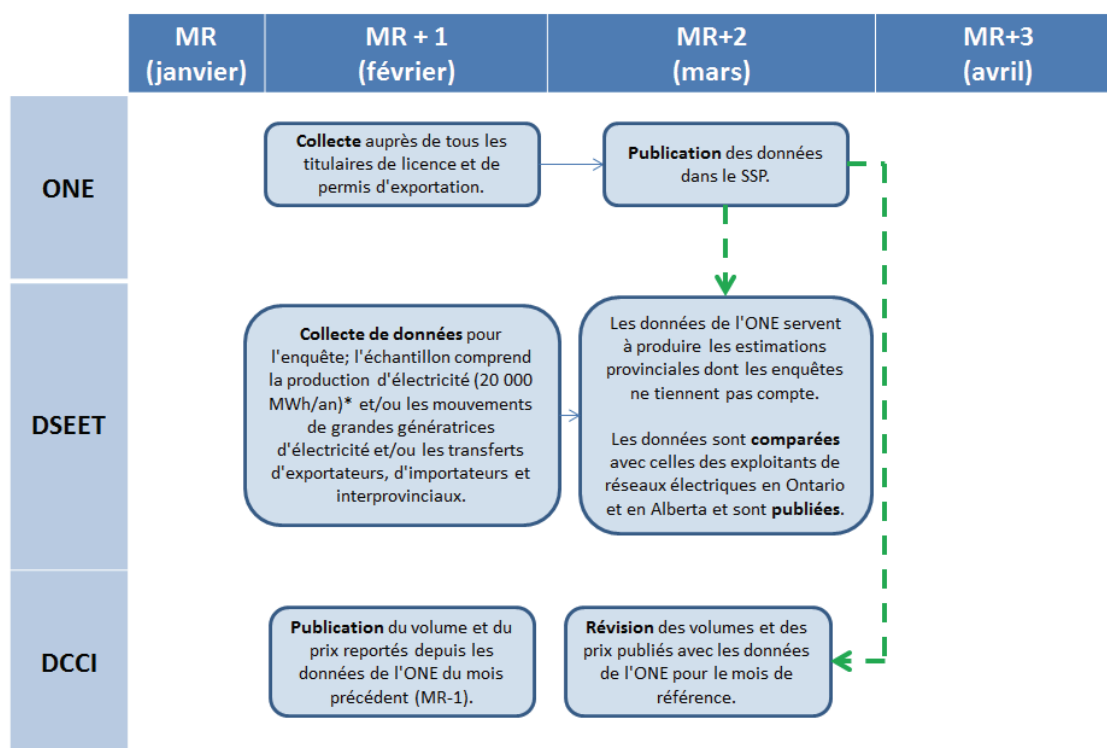 MR
(janvier)
MR + 1
(février)
MR+2
(mars)
MR+3
(avril)
ONE
Collecte auprès de tous les
titulaires de licence et de
permis d'exportation.
Publication des données
dans le SSP.
DSEET
Collecte de données pour
l'enquête; l'échantillon comprend
la production d'électricité (20 000
MWh/an)* et/ou les mouvements
de grandes génératrices
d'électricité et/ou les transferts
d'exportateurs, d'importateurs et
interprovinciaux.
Les données de l'ONE servent
à produire les estimations
provinciales dont les enquêtes
ne tiennent pas compte.
Les données sont comparées
avec celles des exploitants de
réseaux électriques en Ontario
et en Alberta et sont publiées.
DCCI
Publication du volume et du
prix reportés depuis les
données de l'ONE du mois
précédent (MR-1).
Révision des volumes et des
prix publiés avec les données
de l'ONE pour le mois de
référence.